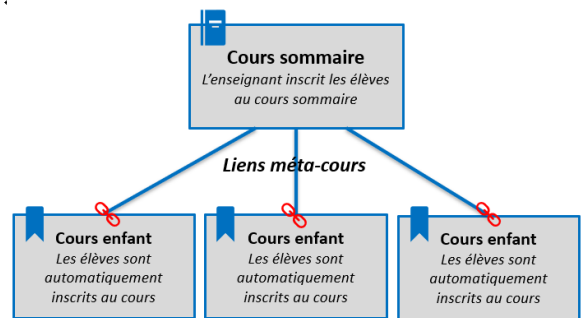 Cours sommaire
L'enseignant inscrit les élèves
au cours sommaire
Liens méta-cours
Cours enfant
Les élèves sont
automatiquement
inscrits au cours
Cours enfant
Les élèves sont
automatiquement
inscrits au cours
Cours enfant
Les élèves sont
automatiquement
inscrits au cours